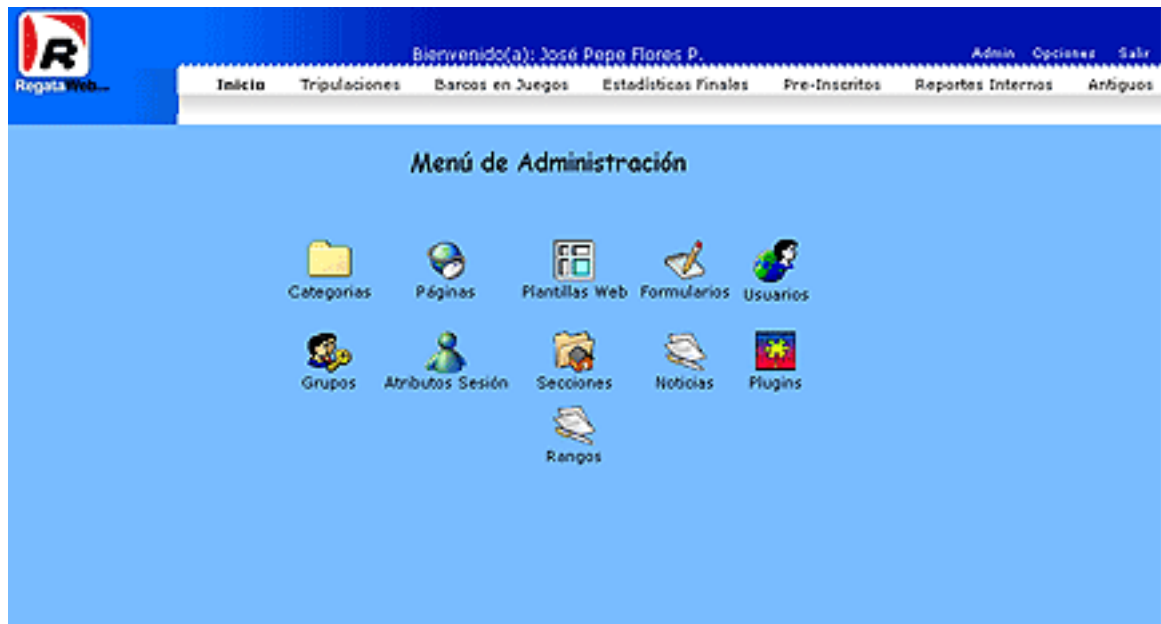 R
Bienvenido(a): José Pepe Flores P.
Admin Opciones Salir
RegataWeb...
Inicio Tripulaciones Barcos en Juegos Estadísticas Finales Pre-Inscritos Reportes Internos Antiguos
Menú de Administración
Categorias Páginas Plantillas Web Formularios Usuarios
Grupos Atributos Sesión Secciones Noticias Plugins
Rangos